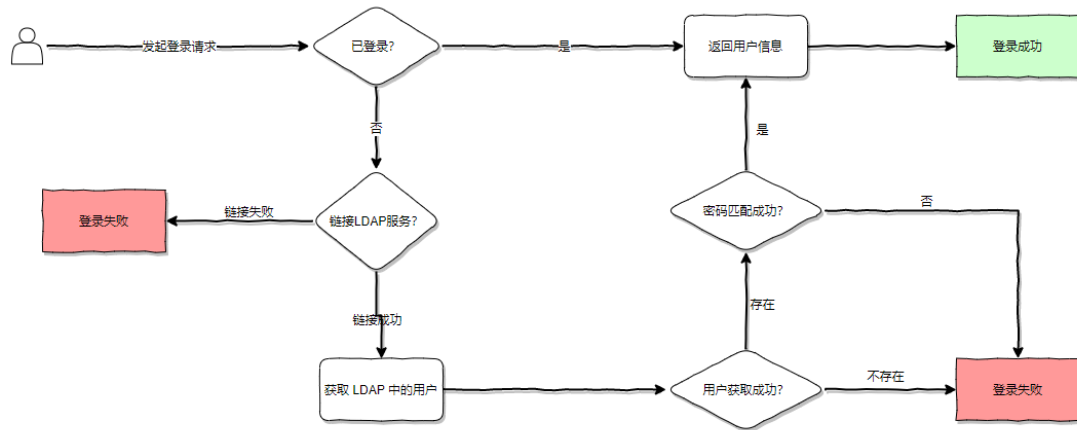 发起登录请求
已登录?
是
返回用户信息
登录成功
否
是
登录失败
链接失败
链接LDAP服务?
密码匹配成功?
否
存在
链接成功
获取 LDAP 中的用户
用户获取成功?
不存在
登录失败